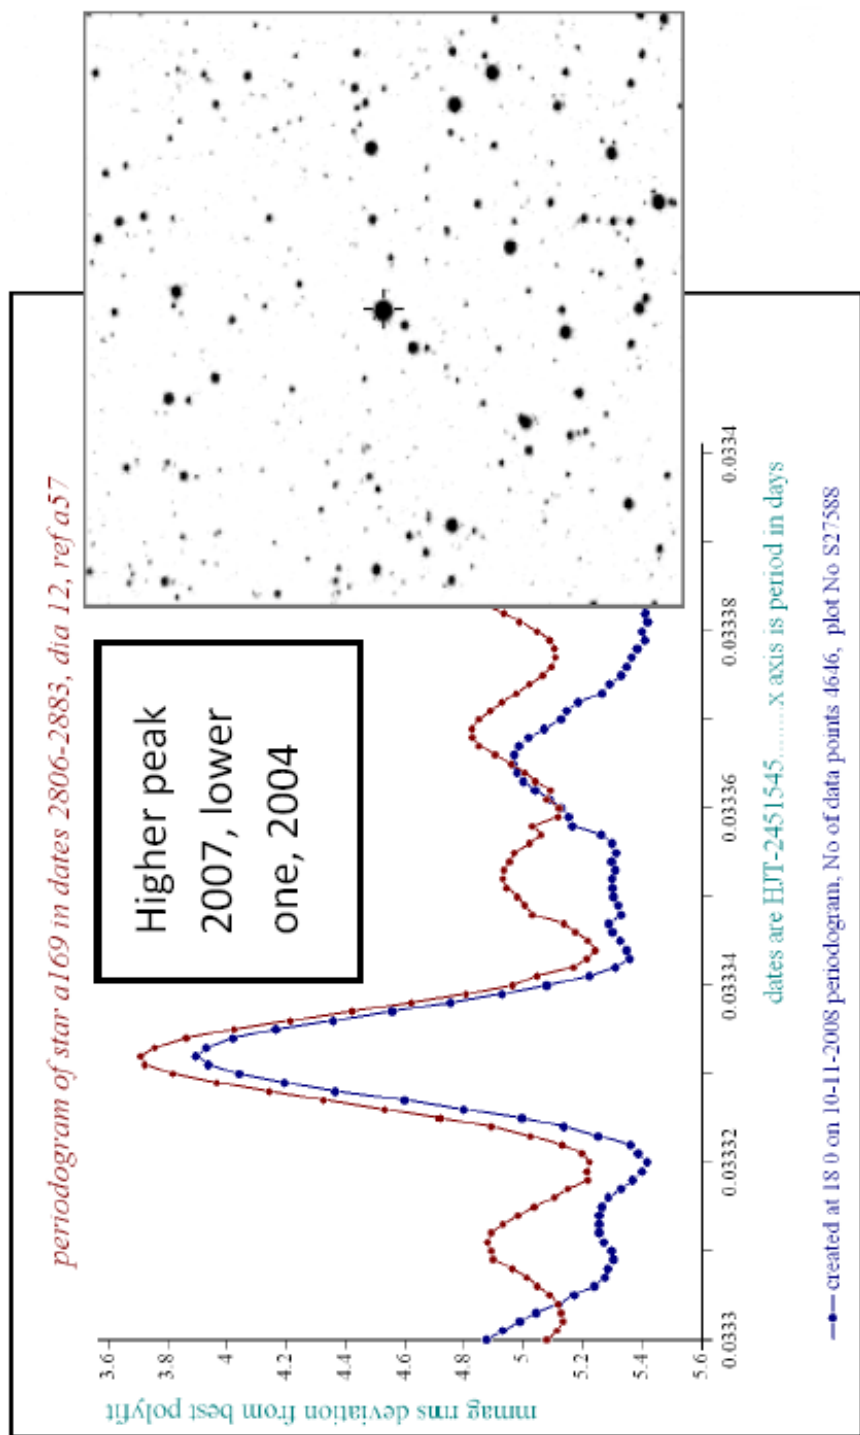 periodogram of star a169 in dates 2806-2883, dia 12, ref a57
Higher peak
2007, lower
one, 2004
mmag rms deviation from best polyfit
3.6
3.8
4
4.2
4.4
4.6
4.8
5
5.2
5.4
5.6
0.0333
0.03332
0.03334
0.03336
0.03338
0.0334
dates are HJT-2451545........x axis is period in days
created at 18 0 on 10-11-2008 periodogram, No of data points 4646, plot No S27588